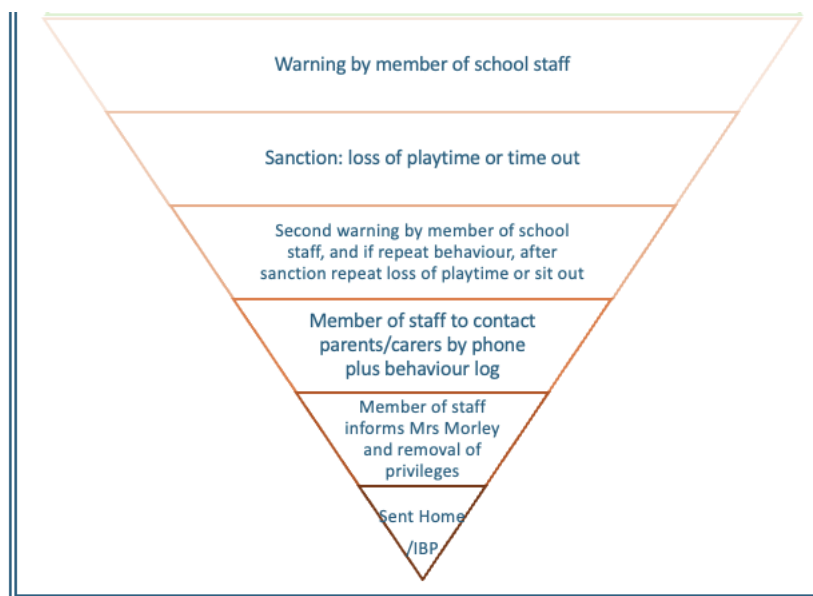 Warning by member of school staff
Sanction: loss of playtime or time out
Second warning by member of school
staff, and if repeat behaviour, after
sanction repeat loss of playtime or sit out
Member of staff to contact
parents/carers by phone
plus behaviour log
Member of staff
informs Mrs Morley
and removal of
privileges
Sent Home
/IBP